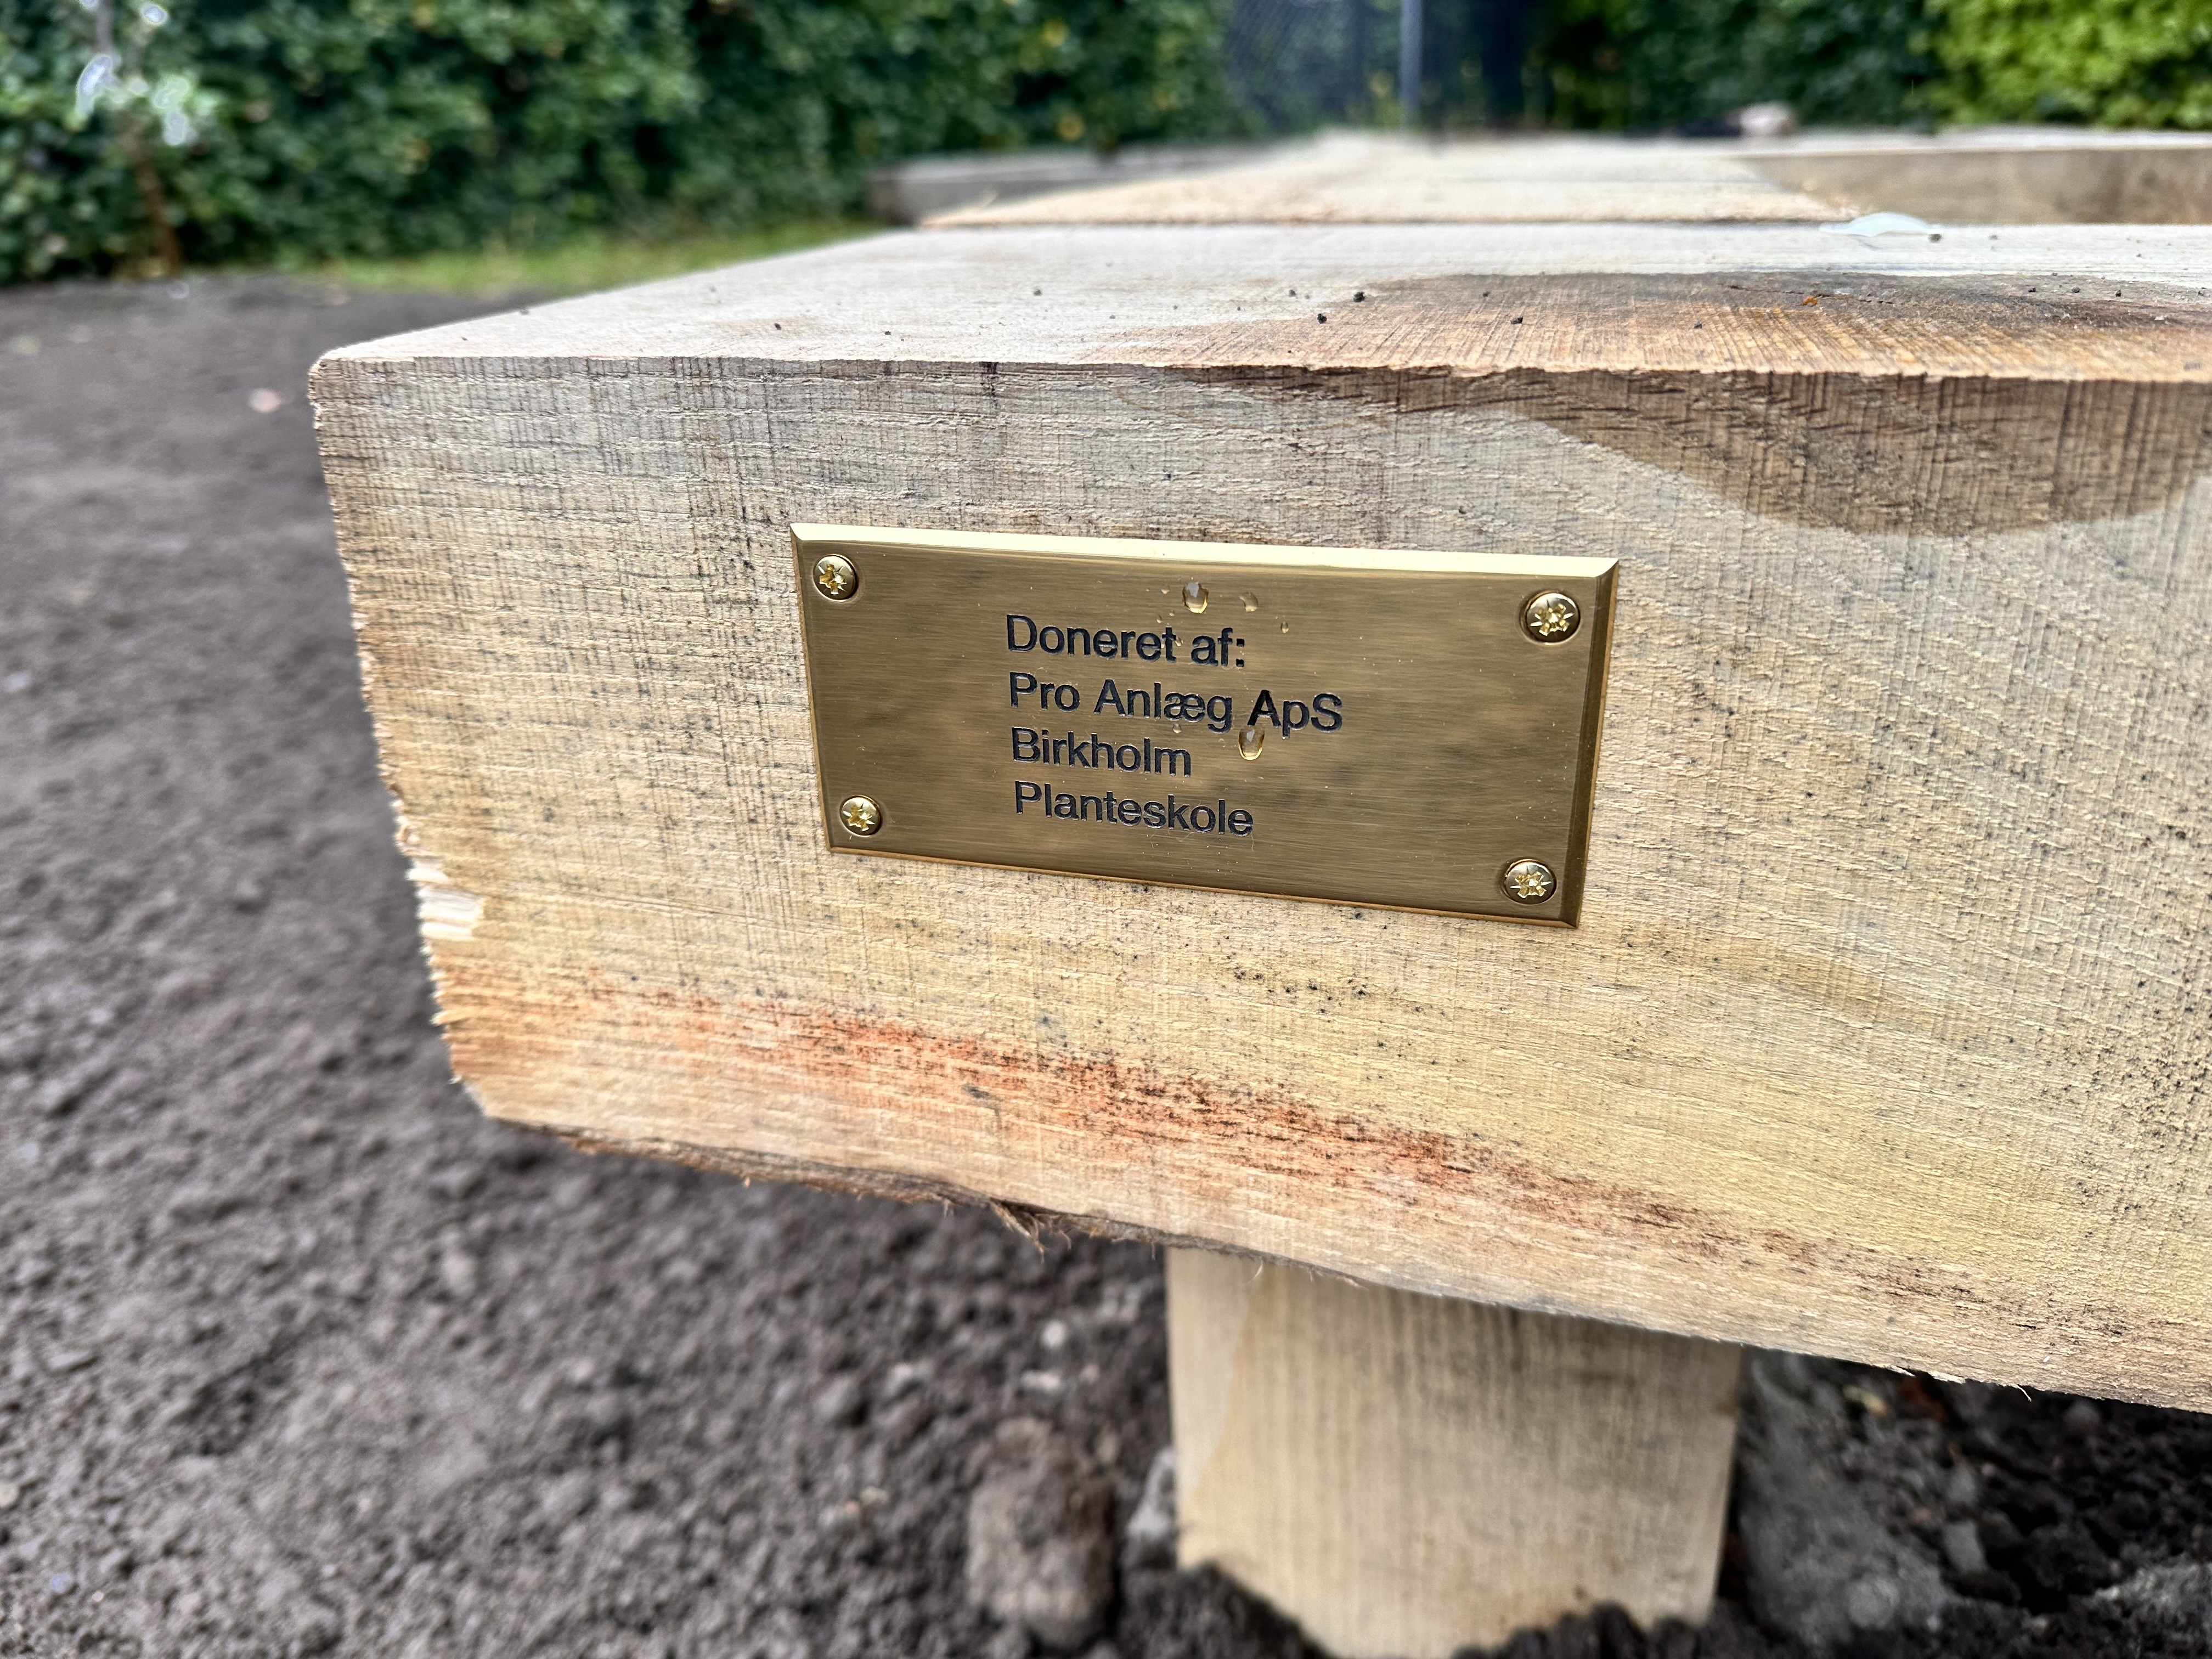 Doneret af:
Pro Anlæg ApS
Birkholm
Planteskole